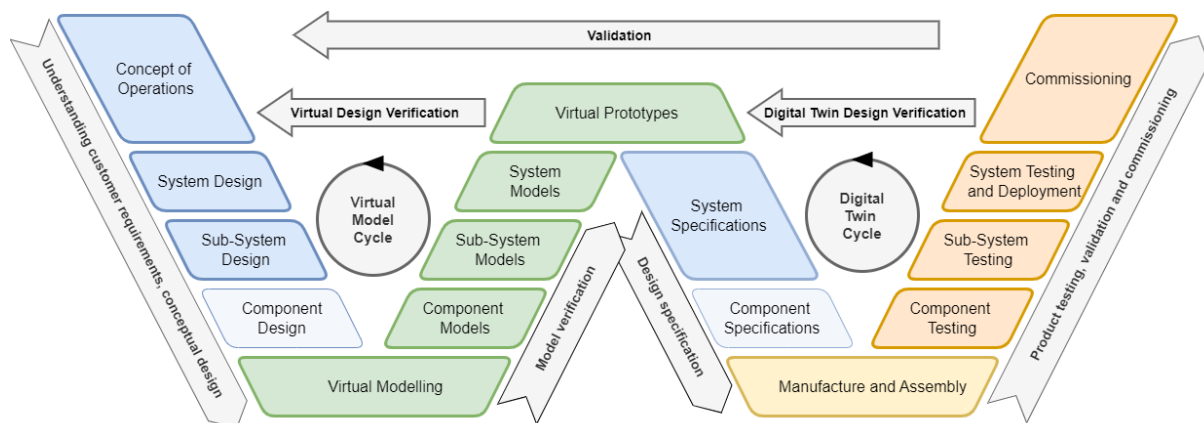 Validation
Concept of
Operations
Commissioning
Understanding customer requirements, conceptual design
Virtual Design Verification
Virtual Prototypes
Digital Twin Design Verification
Product testing, validation and commissioning
System Design
Virtual
Model
Cycle
System
Models
System
Specifications
Digital
Twin
Cycle
System Testing
and Deployment
Sub-System
Design
Sub-System
Models
Sub-System
Testing
Model verification
Design specification
Component
Design
Component
Models
Component
Specifications
Component
Testing
Virtual Modelling
Manufacture and Assembly